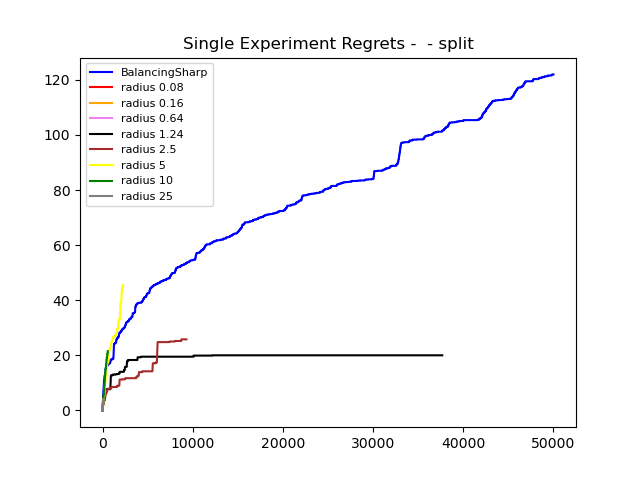 Single Experiment Regrets -  - split
BalancingSharp
radius 0.08
radius 0.16
radius 0.64
radius 1.24
radius 2.5
radius 5
radius 10
radius 25
120
100
80
60
40
20
0
0 10000 20000 30000 40000 50000